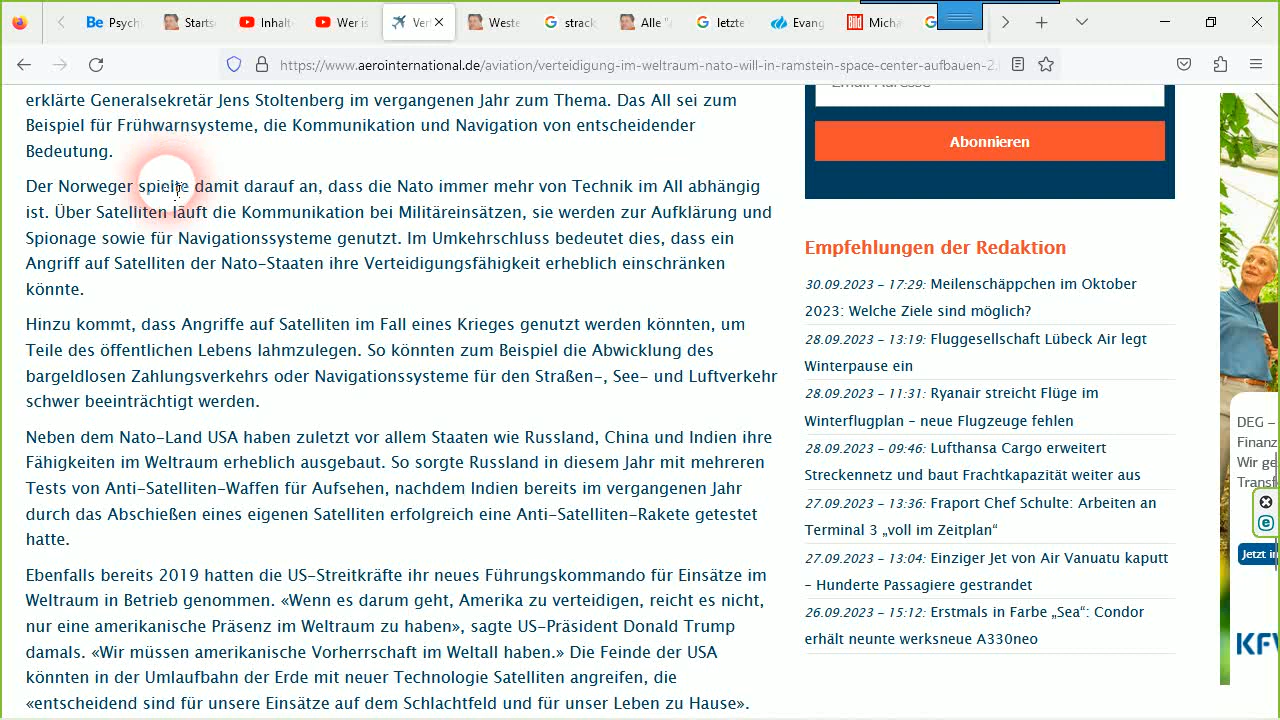 Psych
Starts
Inhalt
Wer is
Vert
Weste
strack
Alle "
letzte
Evang
Micha
https://www.aerointernational.de/aviation/verteidigung-im-weltraum-nato-will-in-ramstein-space-center-aufbauen-2.
erklärte Generalsekretär Jens Stoltenberg im vergangenen Jahr zum Thema. Das All sei zum
Beispiel für Frühwarnsysteme, die Kommunikation und Navigation von entscheidender
Bedeutung.
Der Norweger spielte damit darauf an, dass die Nato immer mehr von Technik im All abhängig
ist. Über Satelliten läuft die Kommunikation bei Militäreinsätzen, sie werden zur Aufklärung und
Spionage sowie für Navigationssysteme genutzt. Im Umkehrschluss bedeutet dies, dass ein
Angriff auf Satelliten der Nato-Staaten ihre Verteidigungsfähigkeit erheblich einschränken
könnte.
Hinzu kommt, dass Angriffe auf Satelliten im Fall eines Krieges genutzt werden könnten, um
Teile des öffentlichen Lebens lahmzulegen. So könnten zum Beispiel die Abwicklung des
bargeldlosen Zahlungsverkehrs oder Navigationssysteme für den Straßen-, See- und Luftverkehr
schwer beeinträchtigt werden.
Neben dem Nato-Land USA haben zuletzt vor allem Staaten wie Russland, China und Indien ihre
Fähigkeiten im Weltraum erheblich ausgebaut. So sorgte Russland in diesem Jahr mit mehreren
Tests von Anti-Satelliten-Waffen für Aufsehen, nachdem Indien bereits im vergangenen Jahr
durch das Abschießen eines eigenen Satelliten erfolgreich eine Anti-Satelliten-Rakete getestet
hatte.
Ebenfalls bereits 2019 hatten die US-Streitkräfte ihr neues Führungskommando für Einsätze im
Weltraum in Betrieb genommen. «Wenn es darum geht, Amerika zu verteidigen, reicht es nicht,
nur eine amerikanische Präsenz im Weltraum zu haben», sagte US-Präsident Donald Trump
damals. «Wir müssen amerikanische Vorherrschaft im Weltall haben.» Die Feinde der USA
könnten in der Umlaufbahn der Erde mit neuer Technologie Satelliten angreifen, die
«entscheidend sind für unsere Einsätze auf dem Schlachtfeld und für unser Leben zu Hause».
Abonnieren
Empfehlungen der Redaktion
30.09.2023 – 17:29: Meilenschäppchen im Oktober
2023: Welche Ziele sind möglich?
28.09.2023 – 13:19: Fluggesellschaft Lübeck Air legt
Winterpause ein
28.09.2023 – 11:31: Ryanair streicht Flüge im
Winterflugplan – neue Flugzeuge fehlen
28.09.2023 – 09:46: Lufthansa Cargo erweitert
Streckennetz und baut Frachtkapazität weiter aus
27.09.2023 – 13:36: Fraport Chef Schulte: Arbeiten an
Terminal 3 „voll im Zeitplan“
27.09.2023 – 13:04: Einziger Jet von Air Vanuatu kaputt
– Hunderte Passagiere gestrandet
26.09.2023 – 15:12: Erstmals in Farbe „Sea“: Condor
erhält neunte werksneue A330neo
DEG –
Finanz
Wir ge
Transf
Jetzt in
KFW